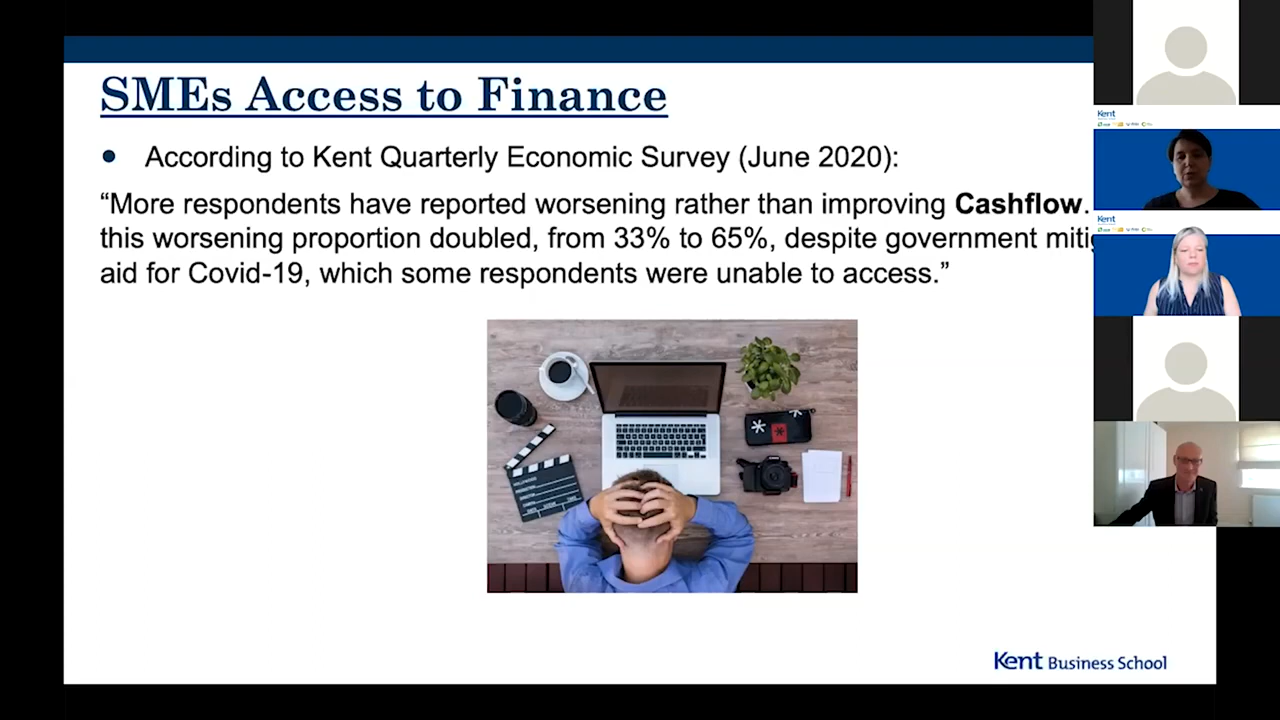 SMEs Access to Finance
● According to Kent Quarterly Economic Survey (June 2020):
“More respondents have reported worsening rather than improving Cashflow.
this worsening proportion doubled, from 33% to 65%, despite government
aid for Covid-19, which some respondents were unable to access.”
Kent Business School
Kent
Kent